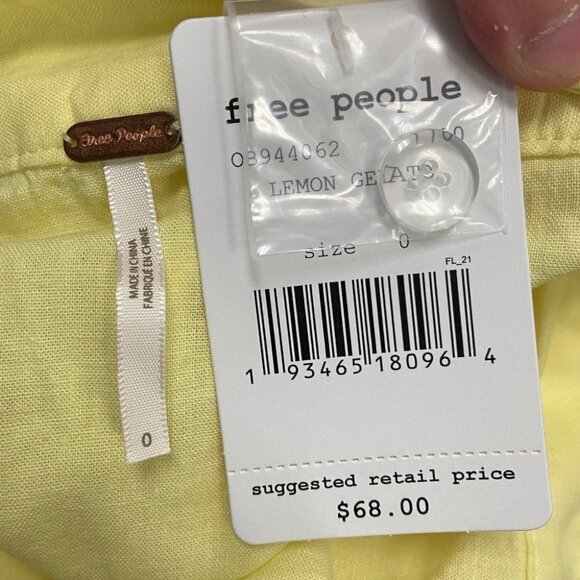 Free People
MADE IN CHINA
FABRIQUÉ EN CHINE
0
free people
OB944062 1760
LEMON GELATO
size 0
FL_21
1 93465 18096 4
suggested retail price
$68.00